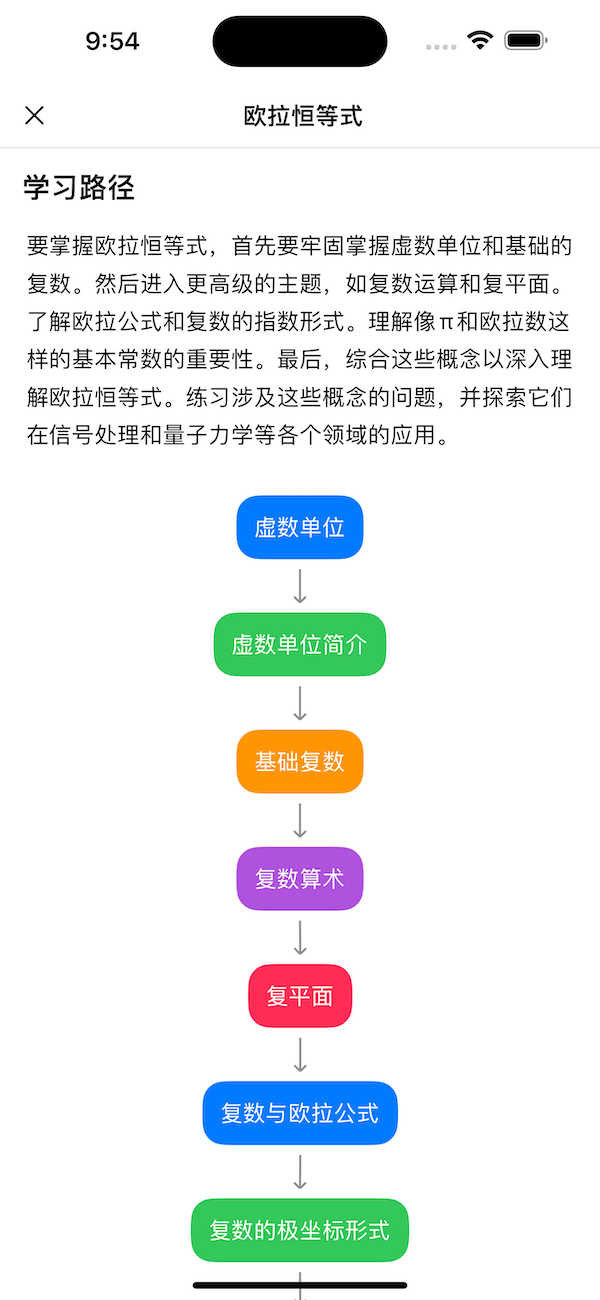 9:54
欧拉恒等式
学习路径
要掌握欧拉恒等式，首先要牢固掌握虚数单位和基础的
复数。然后进入更高级的主题，如复数运算和复平面。
了解欧拉公式和复数的指数形式。理解像π和欧拉数这
样的基本常数的重要性。最后，综合这些概念以深入理
解欧拉恒等式。练习涉及这些概念的问题，并探索它们
在信号处理和量子力学等各个领域的应用。
虚数单位
虚数单位简介
基础复数
复数算术
复平面
复数与欧拉公式
复数的极坐标形式